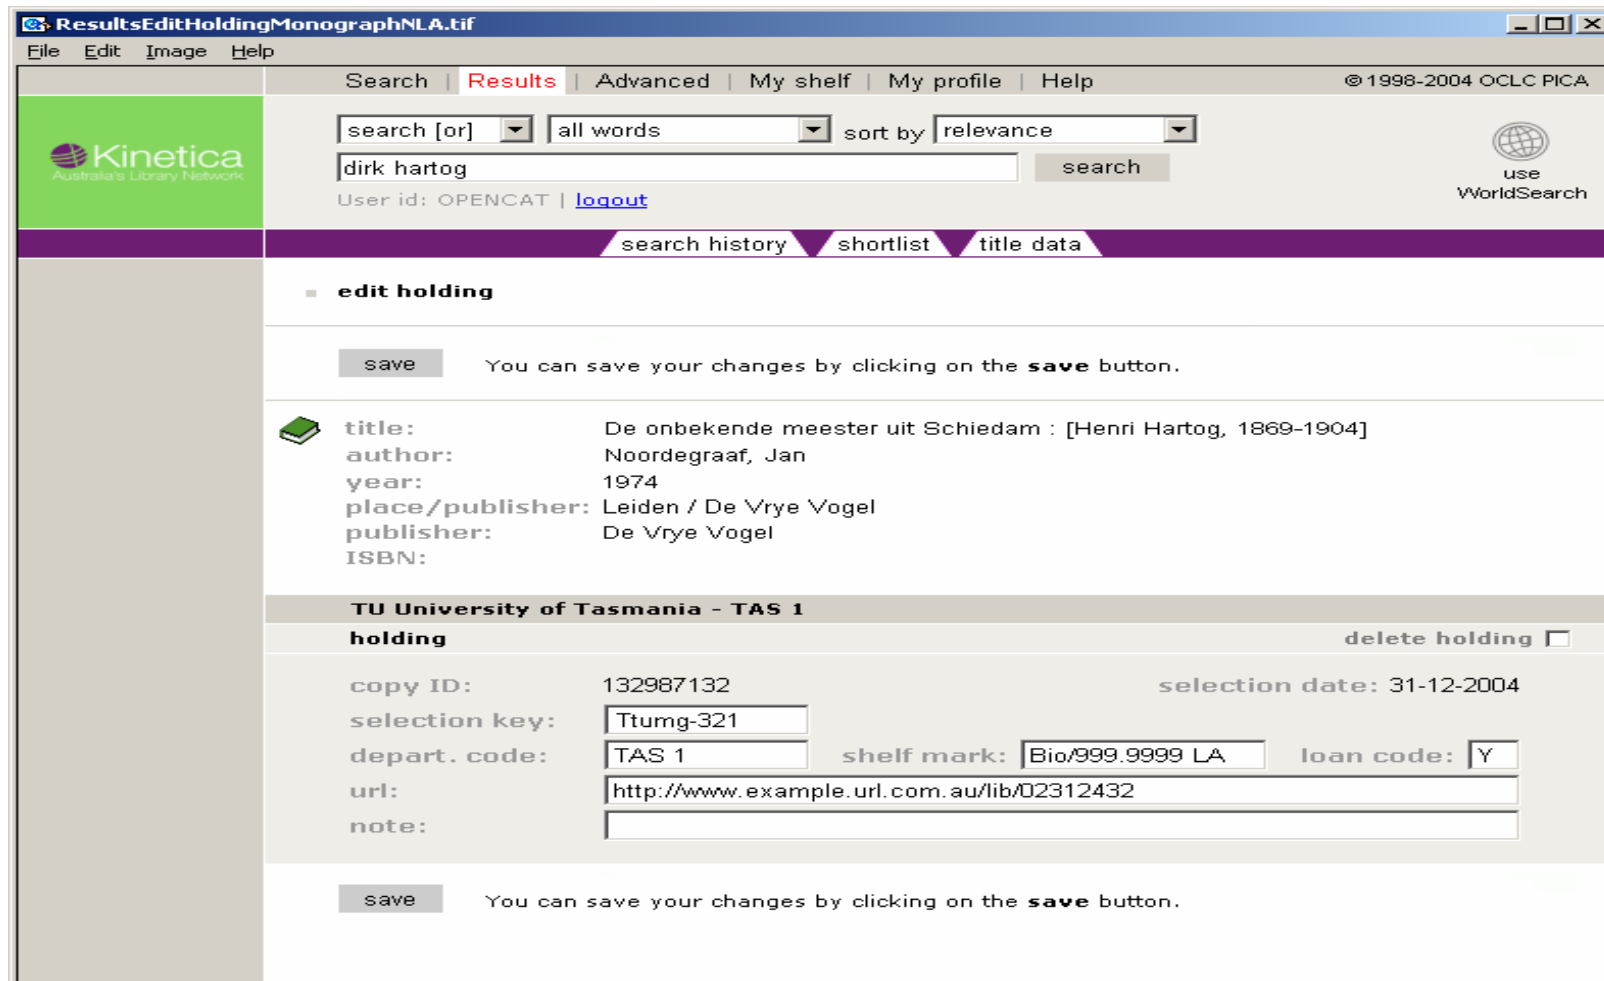 ResultsEditHoldingMonographNLA.tif
File Edit Image Help
Search | Results | Advanced | My shelf | My profile | Help ©1998-2004 OCLC PICA
search [or] all words sort by relevance
Kinetica
Australia's Library Network
dirk hartog search
use
WorldSearch
User id: OPENCAT | logout
search history shortlist title data
edit holding
save You can save your changes by clicking on the save button.
title: De onbekende meester uit Schiedam : [Henri Hartog, 1869-1904]
author: Noordegraaf, Jan
year: 1974
place/publisher: Leiden / De Vrye Vogel
publisher: De Vrye Vogel
ISBN:
TU University of Tasmania - TAS 1
holding delete holding
copy ID: 132987132 selection date: 31-12-2004
selection key: Ttumg-321
depart. code: TAS 1 shelf mark: Bio/999.9999 LA loan code: Y
url: http://www.example.url.com.au/lib/02312432
note:
save You can save your changes by clicking on the save button.